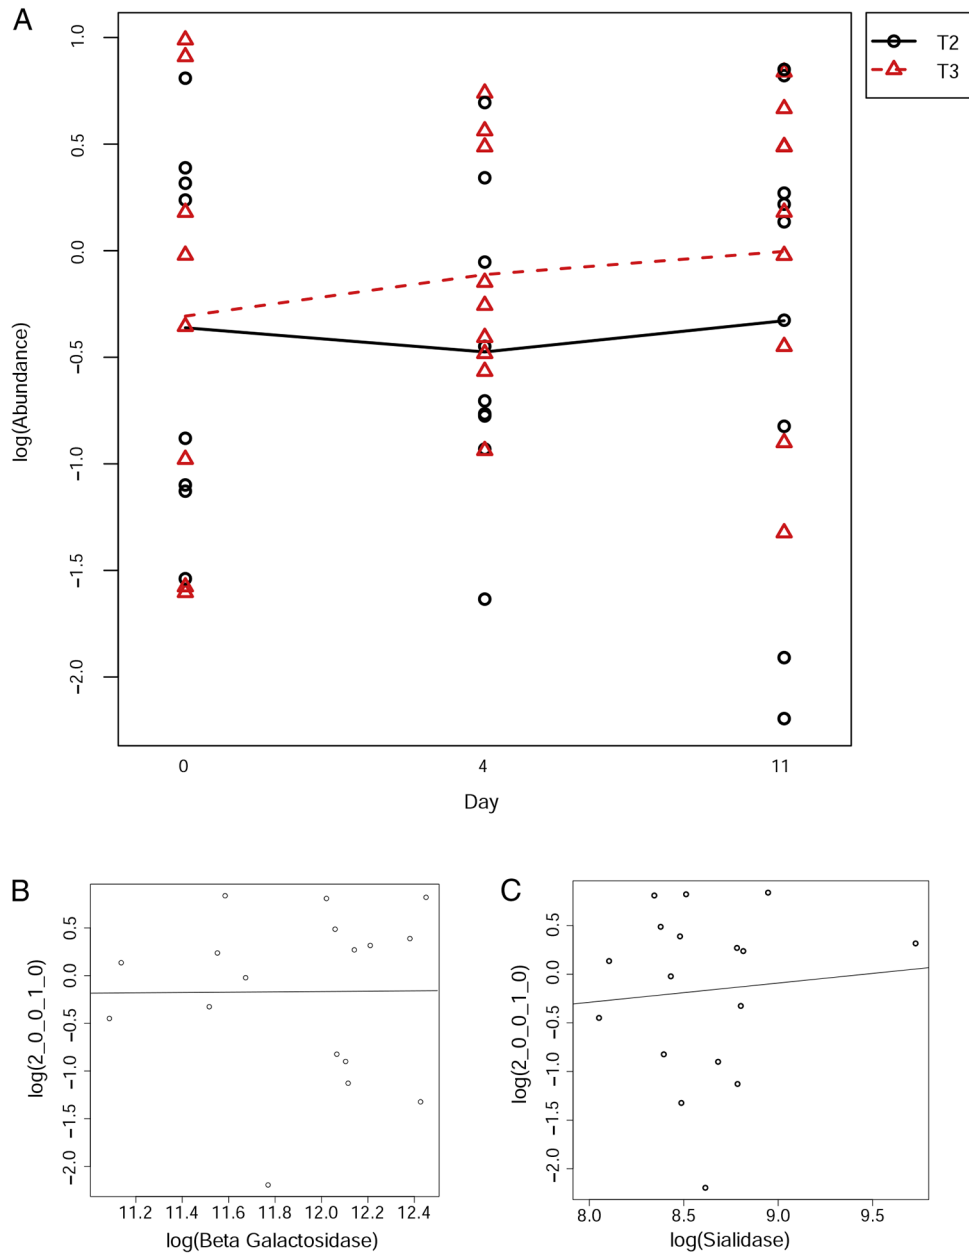 A
T2
T3
log(Abundance)
1.0
0.5
0.0
−0.5
−1.0
−1.5
−2.0
0 4 11
Day
B
log(2_0_0_1_0)
0.5
0.0
−0.5
−1.0
−1.5
−2.0
11.2 11.4 11.6 11.8 12.0 12.2 12.4
log(Beta Galactosidase)
C
log(2_0_0_1_0)
0.5
0.0
−0.5
−1.0
−1.5
−2.0
8.0 8.5 9.0 9.5
log(Sialidase)